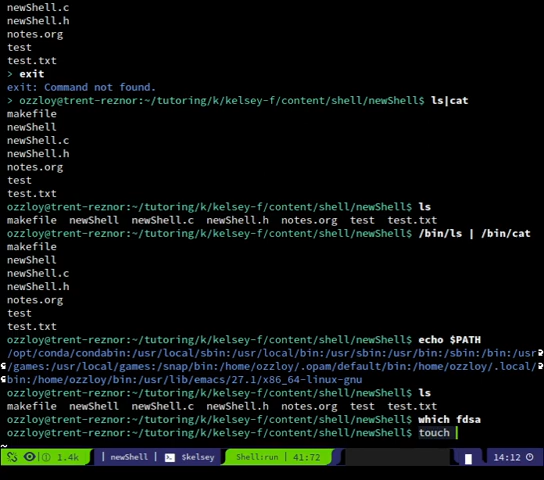 newShell.c
newShell.h
notes.org
test
test.txt
> exit
exit: Command not found.
> ozzloy@trent-reznor:~/tutoring/k/kelsey-f/content/shell/newShell$ ls|cat
makefile
newShell
newShell.c
newShell.h
notes.org
test
test.txt
ozzloy@trent-reznor:~/tutoring/k/kelsey-f/content/shell/newShell$ ls
makefile  newShell  newShell.c  newShell.h  notes.org  test  test.txt
ozzloy@trent-reznor:~/tutoring/k/kelsey-f/content/shell/newShell$ /bin/ls | /bin/cat
makefile
newShell
newShell.c
newShell.h
notes.org
test
test.txt
ozzloy@trent-reznor:~/tutoring/k/kelsey-f/content/shell/newShell$ echo $PATH
/opt/conda/condabin:/usr/local/sbin:/usr/local/bin:/usr/sbin:/usr/bin:/sbin:/bin:/usr
/games:/usr/local/games:/snap/bin:/home/ozzloy/.opam/default/bin:/home/ozzloy/.local/
bin:/home/ozzloy/bin:/usr/lib/emacs/27.1/x86_64-linux-gnu
ozzloy@trent-reznor:~/tutoring/k/kelsey-f/content/shell/newShell$ ls
makefile  newShell  newShell.c  newShell.h  notes.org  test  test.txt
ozzloy@trent-reznor:~/tutoring/k/kelsey-f/content/shell/newShell$ which fdsa
ozzloy@trent-reznor:~/tutoring/k/kelsey-f/content/shell/newShell$ touch
~
1.4k | newShell | $kelsey Shell:run | 41:72 14:12